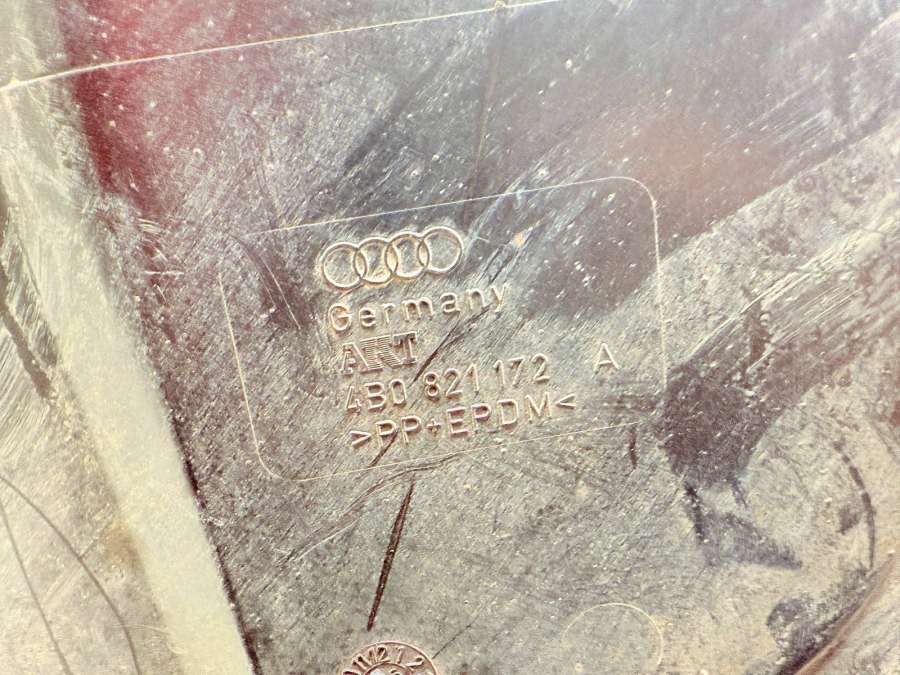 Germany
ART
4B0 821 172 A
>PP+EPDM<